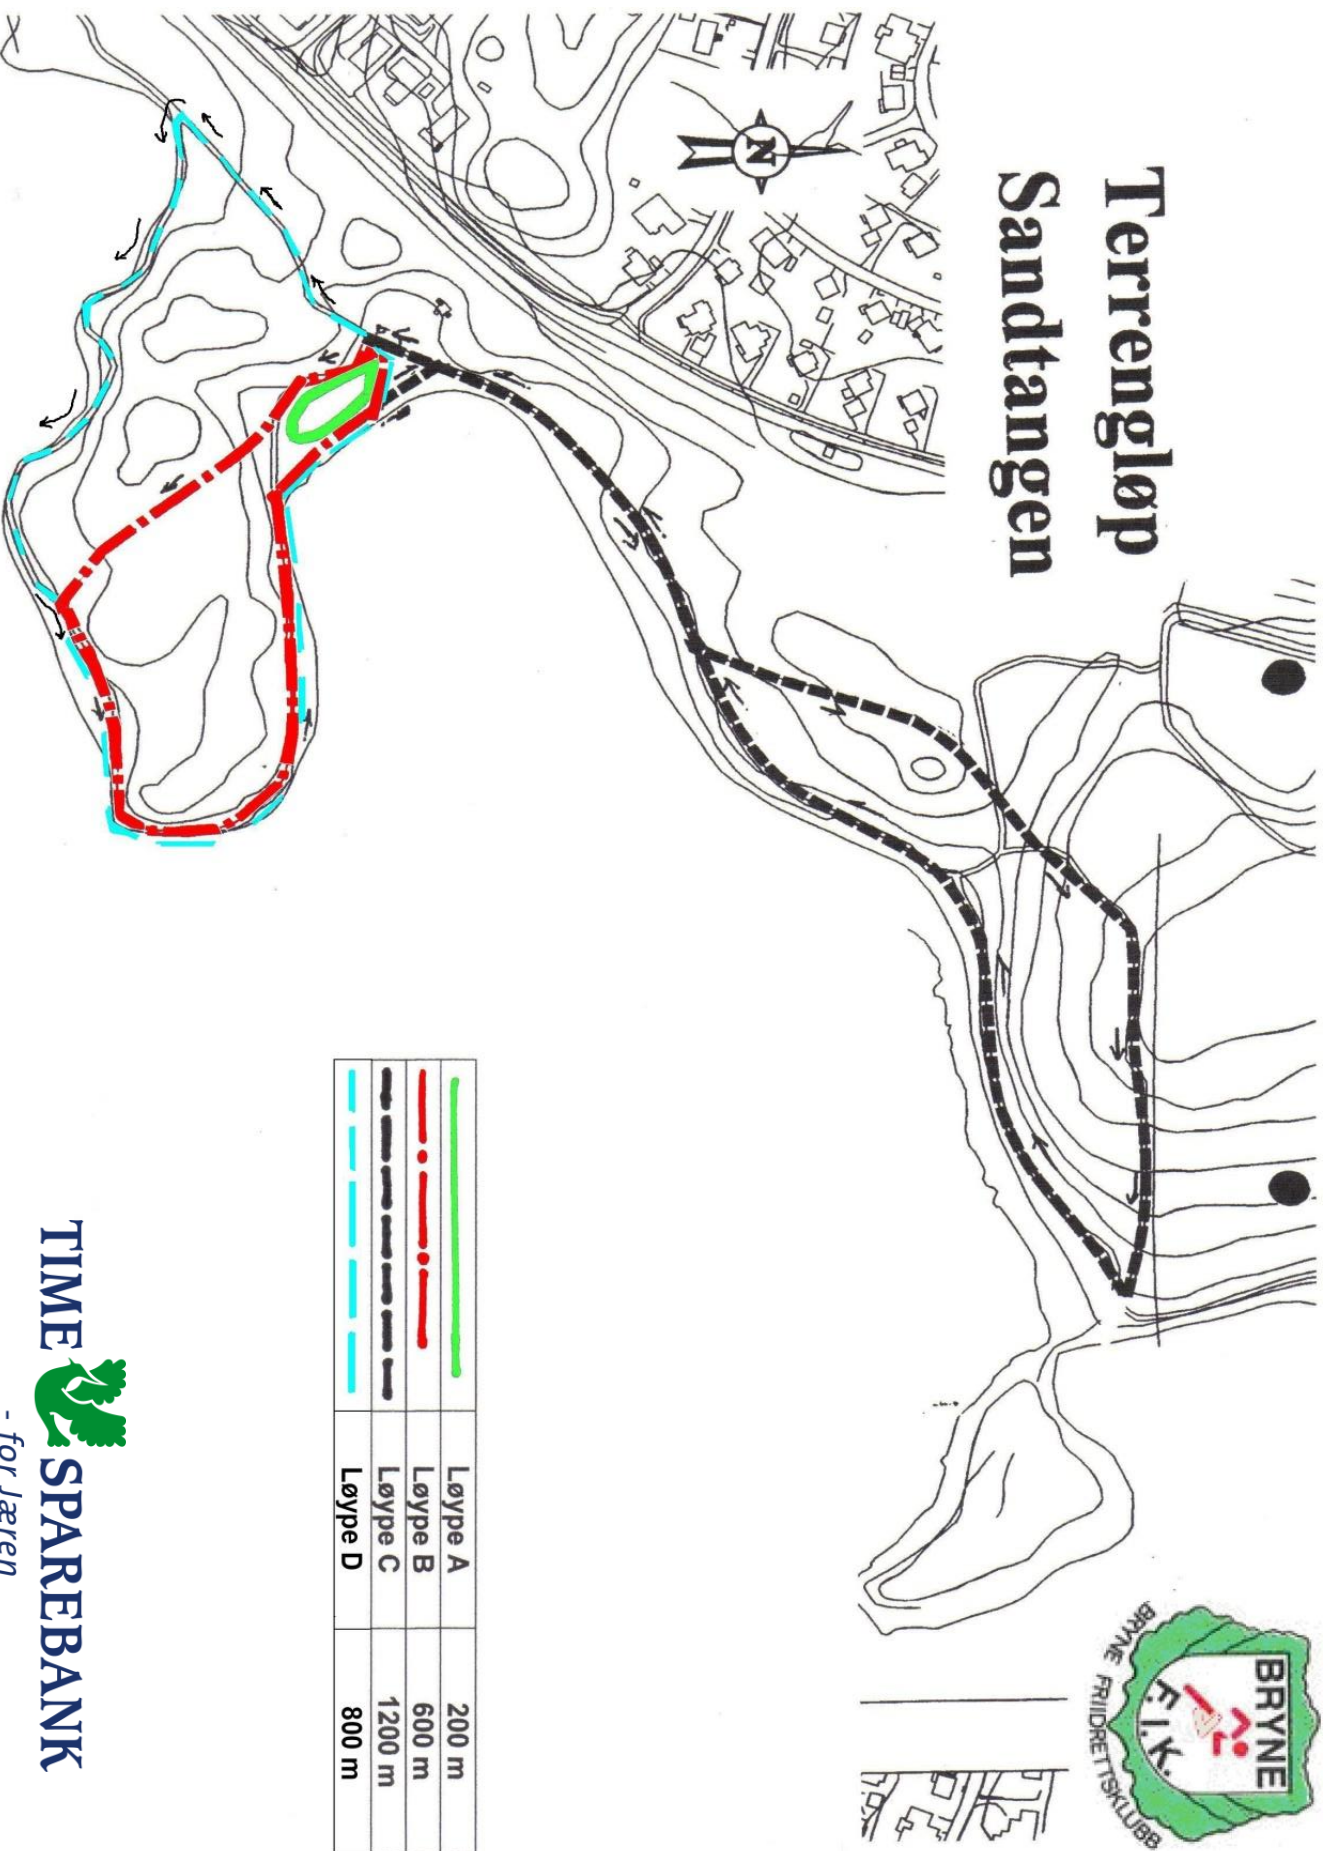 Terrengløp
Sandtangen
N
BRYNE
F.I.K.
BRYNE FRIIDRETTSKLUBB
Løype A 200 m
Løype B 600 m
Løype C 1200 m
Løype D 800 m
TIME SPAREBANK
- for Jæren